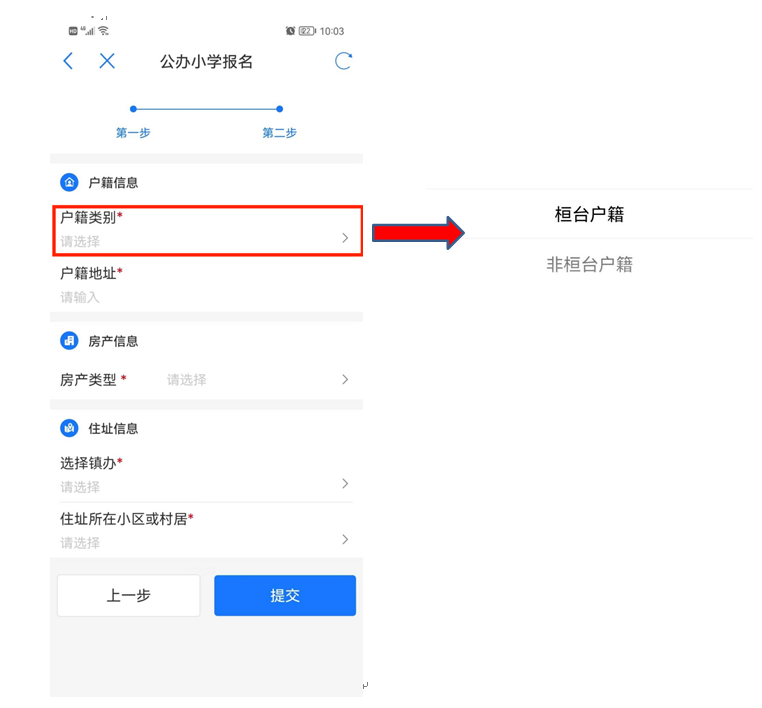 10:03
公办小学报名
第一步
第二步
户籍信息
户籍类别*
请选择
户籍地址*
请输入
房产信息
房产类型 * 请选择
住址信息
选择镇办*
请选择
住址所在小区或村居*
请选择
上一步
提交
桓台户籍
非桓台户籍